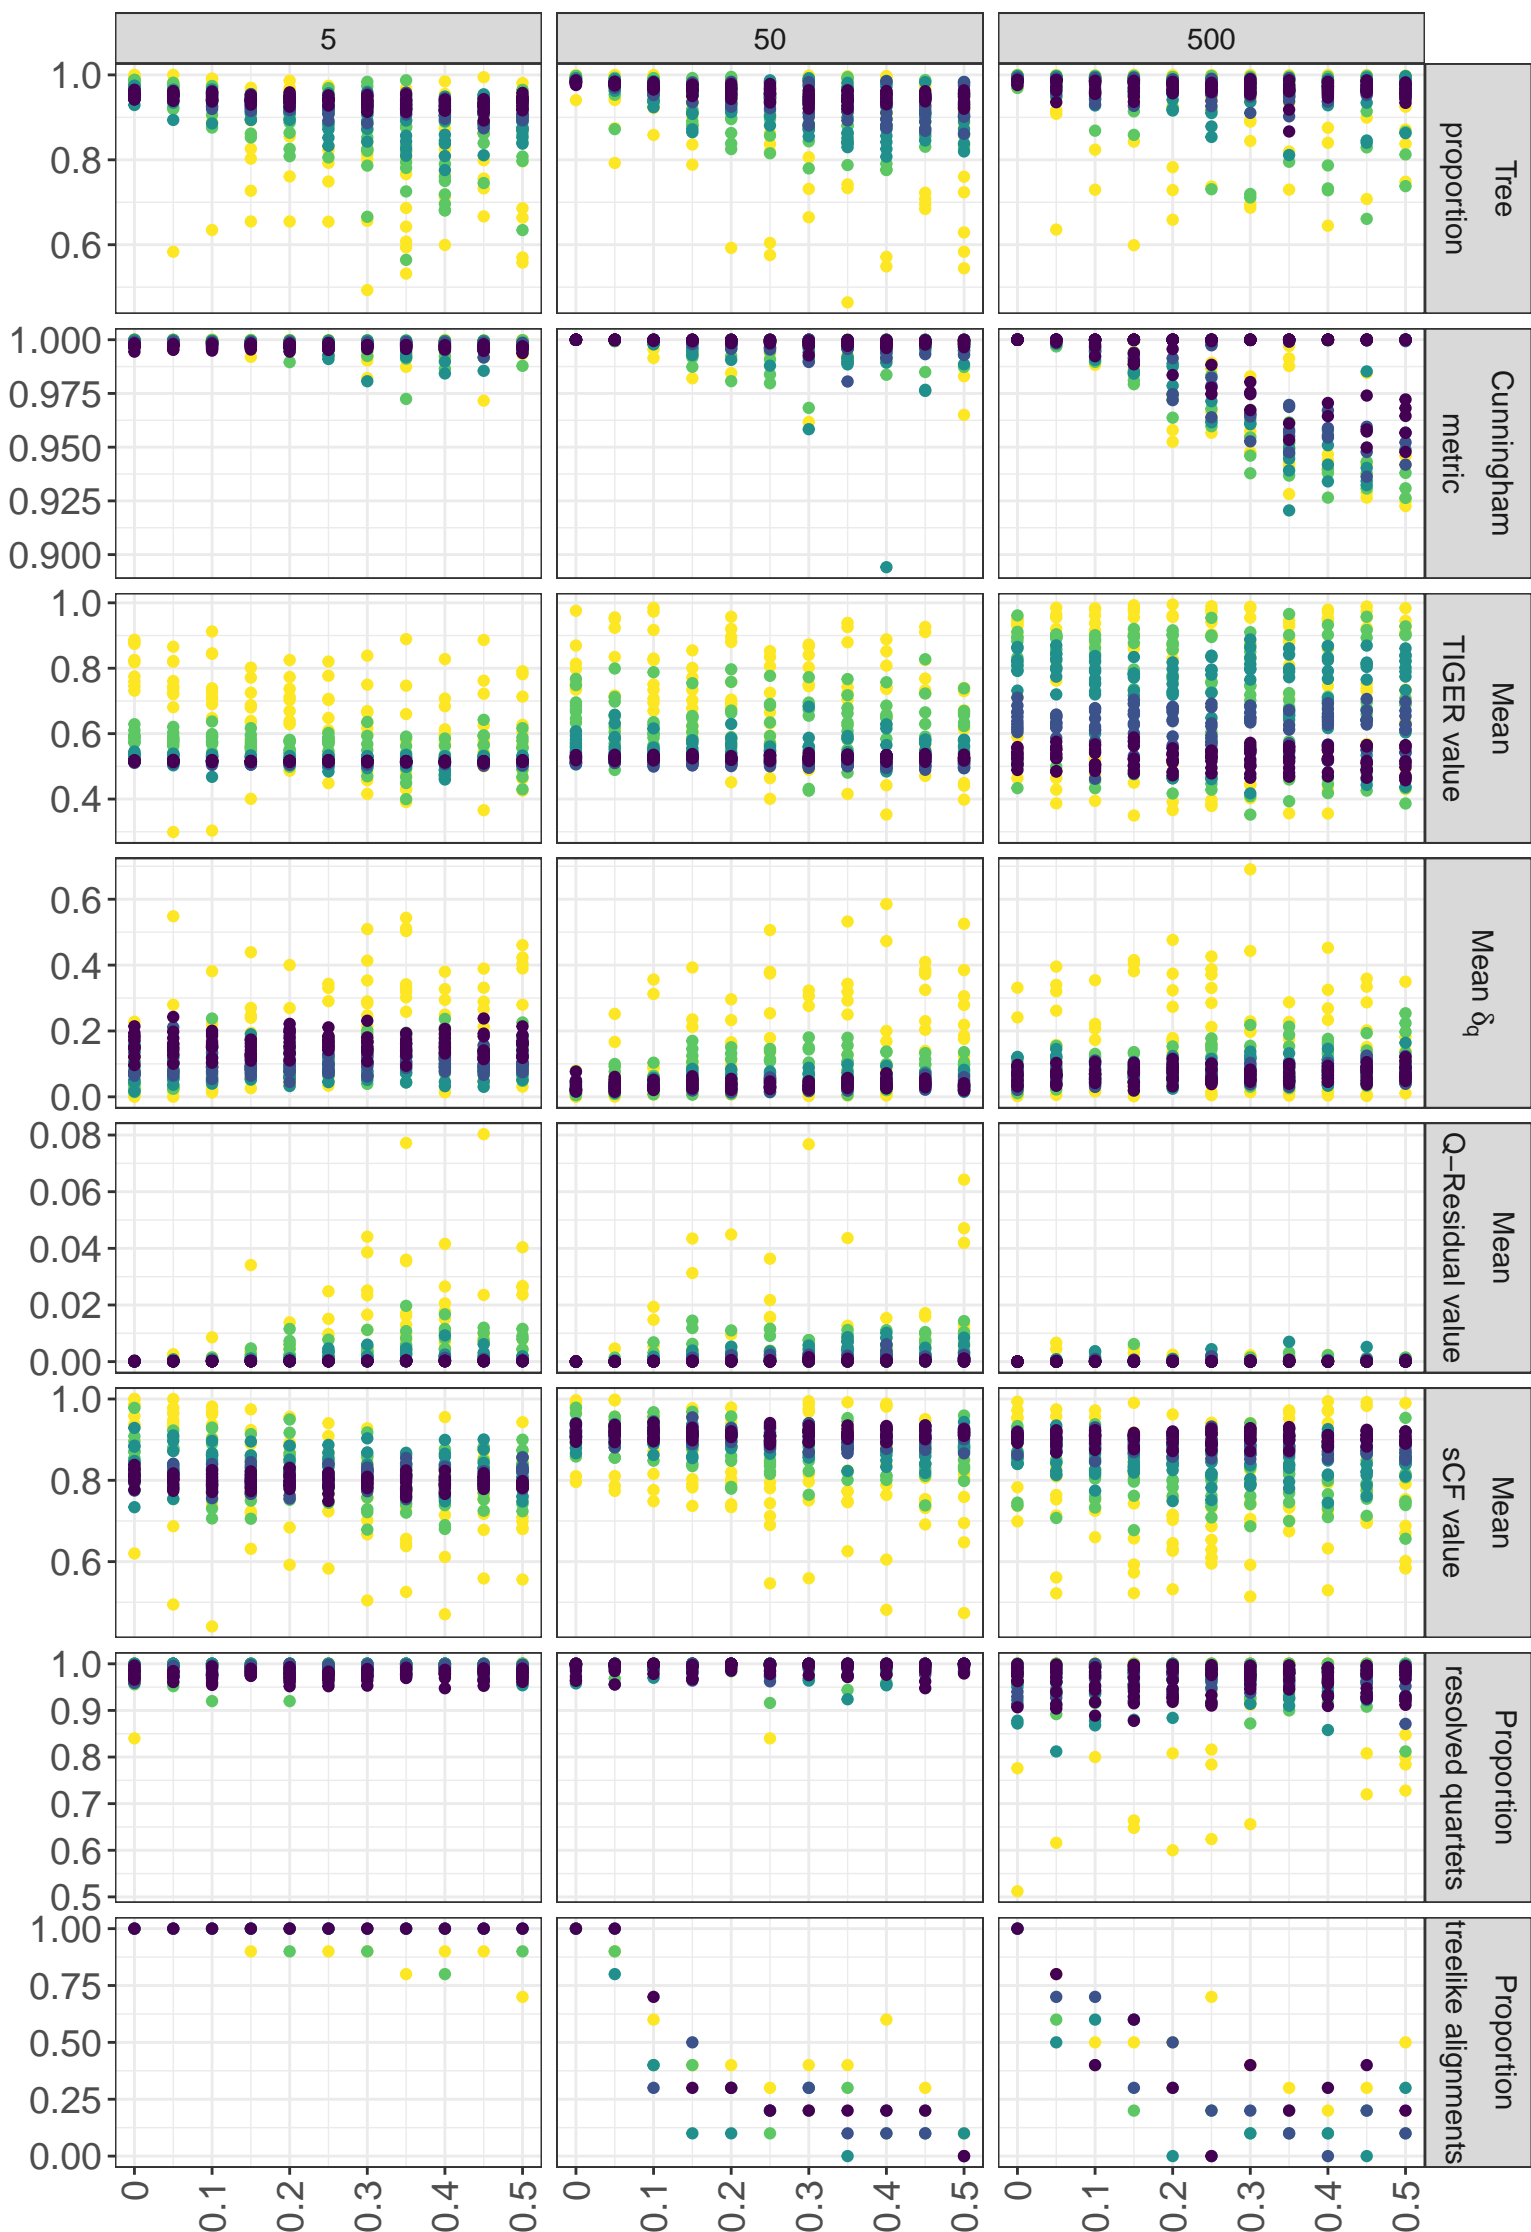 5 50 500
1.0
0.8
0.6
Tree
proportion
1.000
0.975
0.950
0.925
0.900
Cunningham
metric
1.0
0.8
0.6
0.4
Mean
TIGER value
0.6
0.4
0.2
0.0
Mean δq
0.08
0.06
0.04
0.02
0.00
Mean
Q−Residual value
1.0
0.8
0.6
Mean
sCF value
1.0
0.9
0.8
0.7
0.6
0.5
Proportion
resolved quartets
1.00
0.75
0.50
0.25
0.00
Proportion
treelike alignments
0 0.1 0.2 0.3 0.4 0.5 0 0.1 0.2 0.3 0.4 0.5 0 0.1 0.2 0.3 0.4 0.5